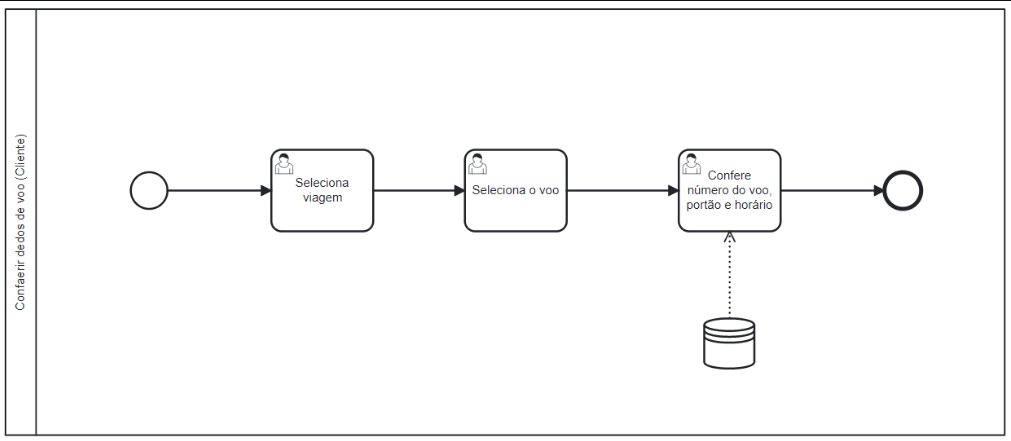 Confaerir dedos de voo (Cliente)
Seleciona
viagem
Seleciona o voo
Confere
número do voo,
portão e horário